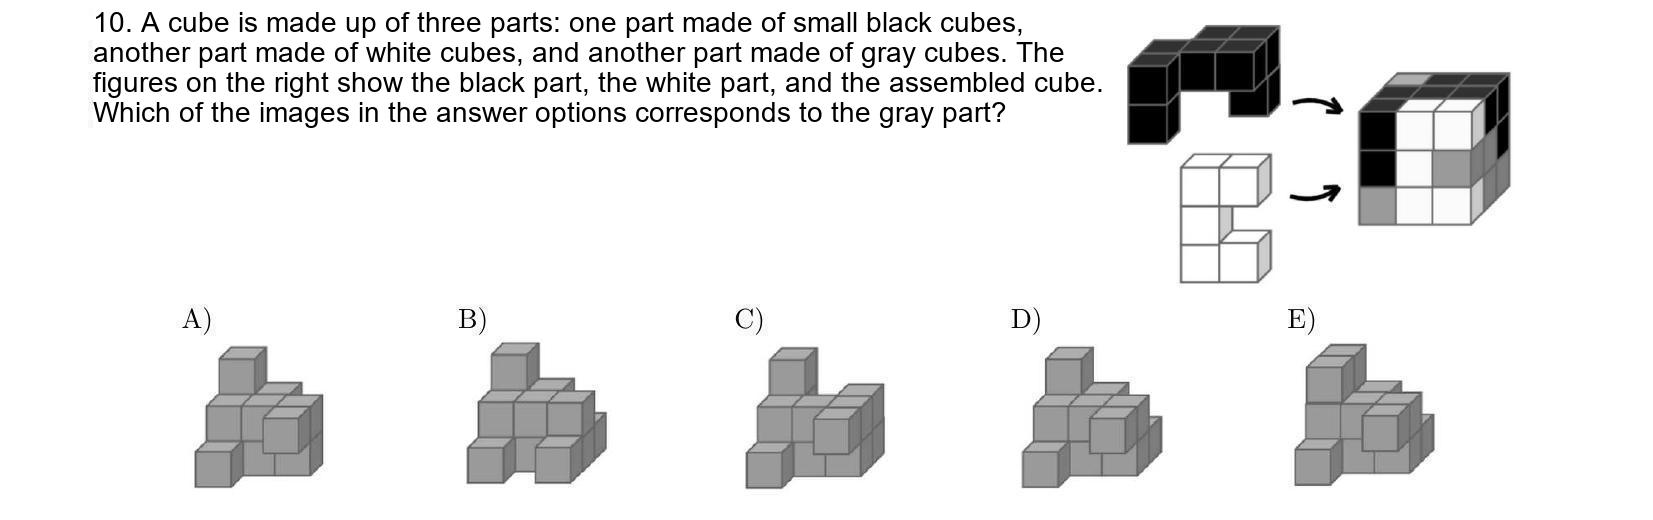 10. A cube is made up of three parts: one part made of small black cubes,
another part made of white cubes, and another part made of gray cubes. The
figures on the right show the black part, the white part, and the assembled cube.
Which of the images in the answer options corresponds to the gray part?
A) B) C) D) E)